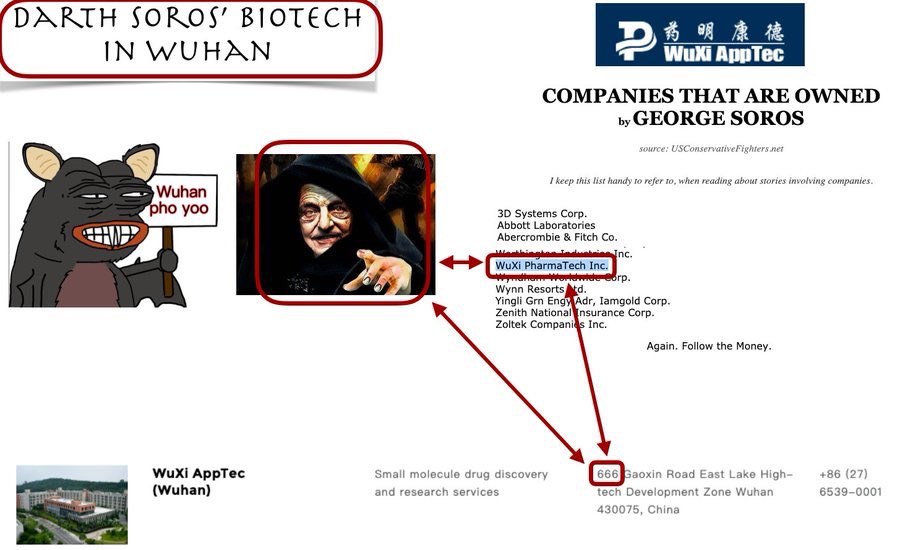 DARTH SOROS' BIOTECH
IN WUHAN
药明康德
WuXi AppTec
COMPANIES THAT ARE OWNED
by GEORGE SOROS
source: USConservativeFighters.net
I keep this list handy to refer to, when reading about stories involving companies.
Wuhan
pho yoo
3D Systems Corp.
Abbott Laboratories
Abercrombie & Fitch Co.
Worthington Industries Inc.
WuXi PharmaTech Inc.
Wyndham Worldwide Corp.
Wynn Resorts Ltd.
Yingli Grn Engy Adr, Iamgold Corp.
Zenith National Insurance Corp.
Zoltek Companies Inc.
Again. Follow the Money.
WuXi AppTec
(Wuhan)
Small molecule drug discovery
and research services
666 Gaoxin Road East Lake High-
tech Development Zone Wuhan
430075, China
+86 (27)
6539-0001